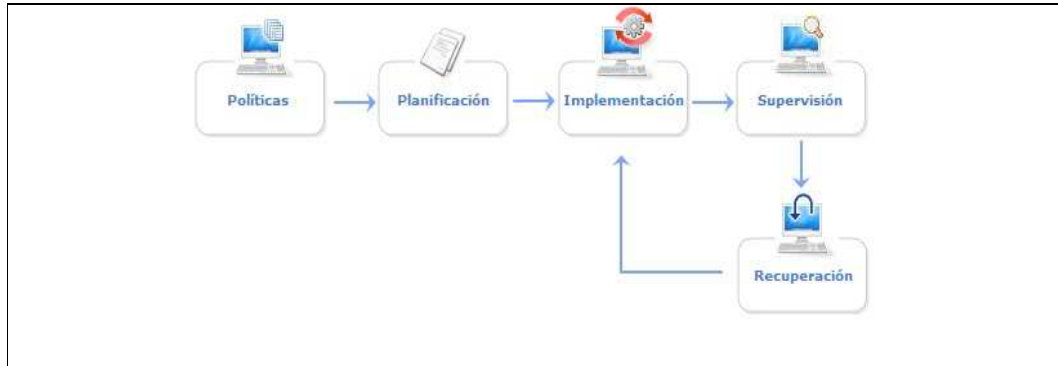 Políticas
Planificación
Implementación
Supervisión
Recuperación